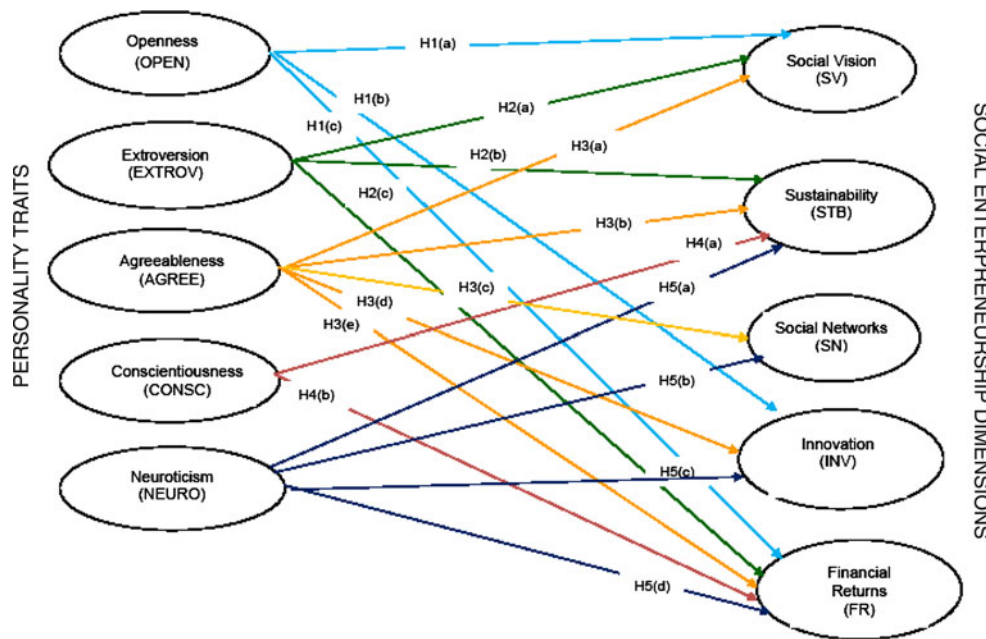 PERSONALITY TRAITS
Openness
(OPEN)
Extroversion
(EXTROV)
Agreeableness
(AGREE)
Conscientiousness
(CONSC)
Neuroticism
(NEURO)
H1(a)
H1(b)
H1(c)
H2(a)
H2(b)
H2(c)
H3(a)
H3(b)
H3(c)
H3(d)
H3(e)
H4(a)
H4(b)
H5(a)
H5(b)
H5(c)
H5(d)
Social Vision
(SV)
Sustainability
(STB)
Social Networks
(SN)
Innovation
(INV)
Financial
Returns
(FR)
SOCIAL ENTERPRENEURSHIP DIMENSIONS